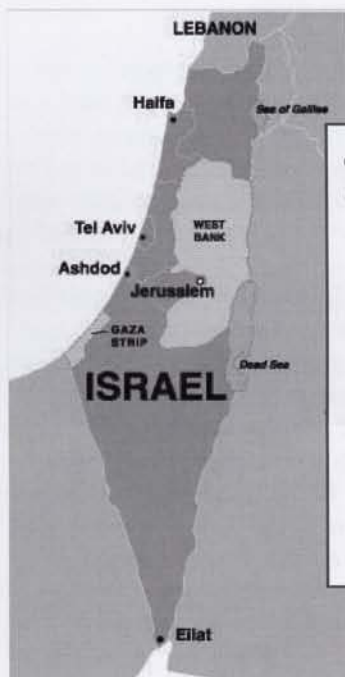 LEBANON
Haifa
Sea of Galilee
WEST
BANK
Tel Aviv
Ashdod
Jerusalem
GAZA
STRIP
Dead Sea
ISRAEL
Eilat